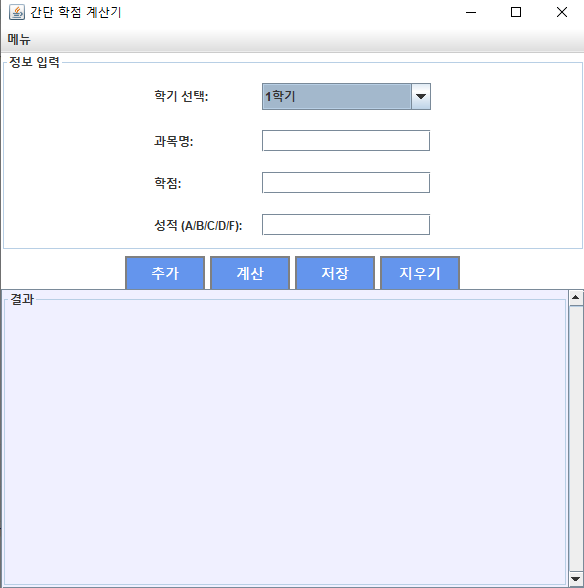 간단 학점 계산기
메뉴
정보 입력
학기 선택: 1학기
과목명:
학점:
성적 (A/B/C/D/F):
추가 계산 저장 지우기
결과